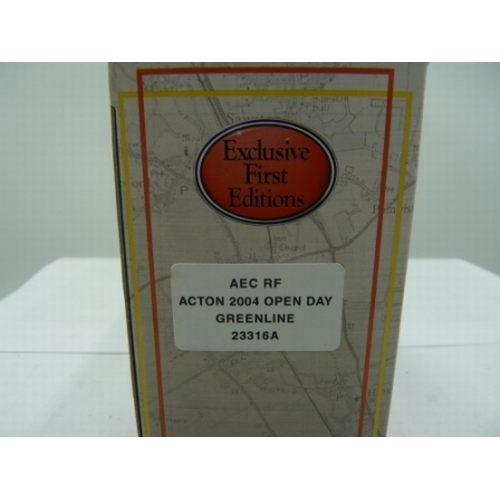 Exclusive
First
Editions
AEC RF
ACTON 2004 OPEN DAY
GREENLINE
23316A